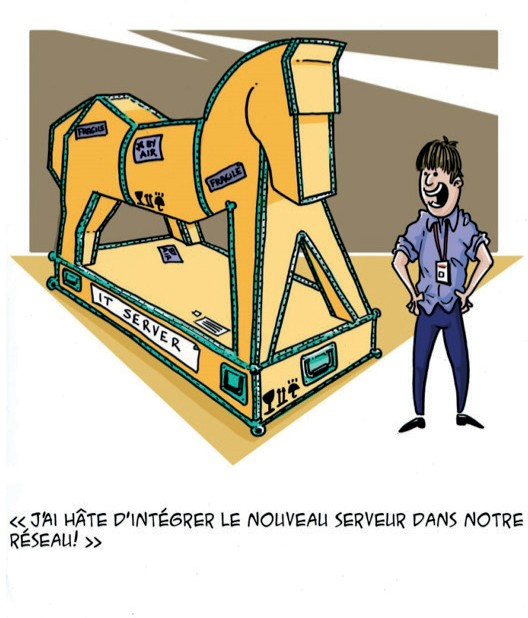 FRAGILE
BY
AIR
FRAGILE
IT SERVER
<< J'AI HÂTE D'INTÉGRER LE NOUVEAU SERVEUR DANS NOTRE
RÉSEAU! >>